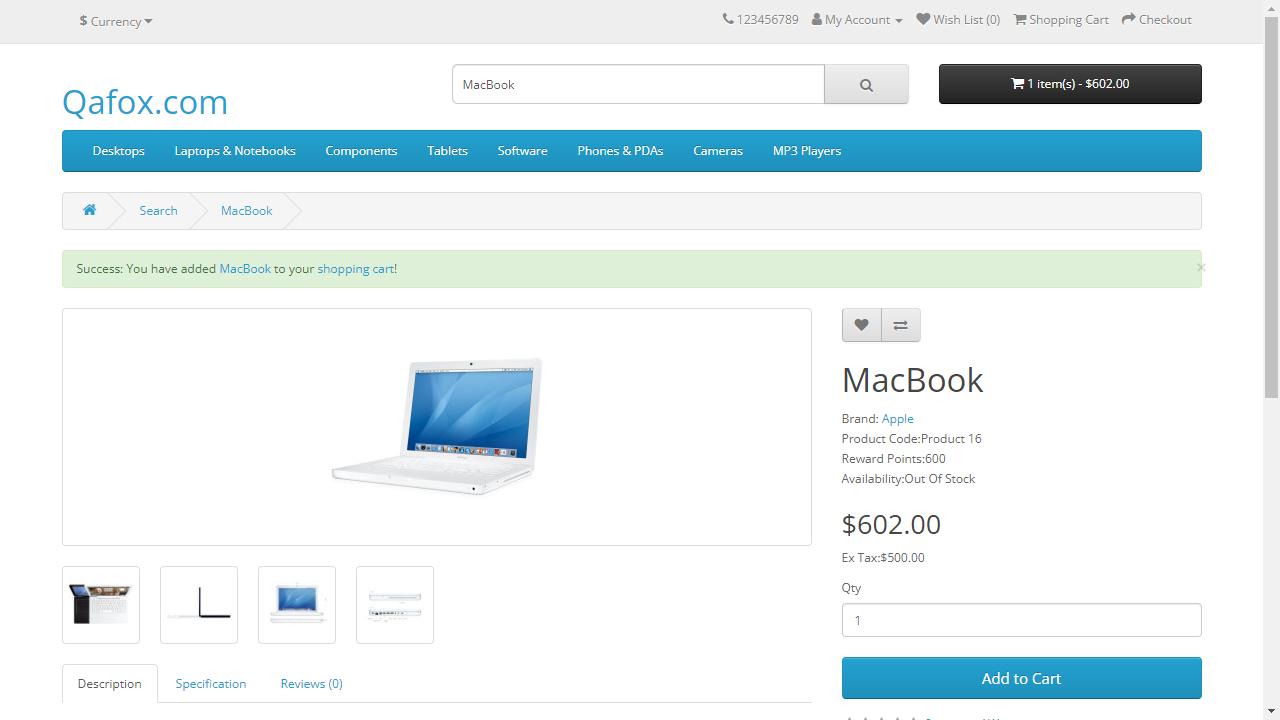 $ Currency
123456789 My Account Wish List (0) Shopping Cart Checkout
Qafox.com
MacBook
1 item(s) - $602.00
Desktops Laptops & Notebooks Components Tablets Software Phones & PDAs Cameras MP3 Players
Search MacBook
Success: You have added MacBook to your shopping cart!
×
MacBook
Brand: Apple
Product Code:Product 16
Reward Points:600
Availability:Out Of Stock
$602.00
Ex Tax:$500.00
Qty
1
Add to Cart
Description Specification Reviews (0)